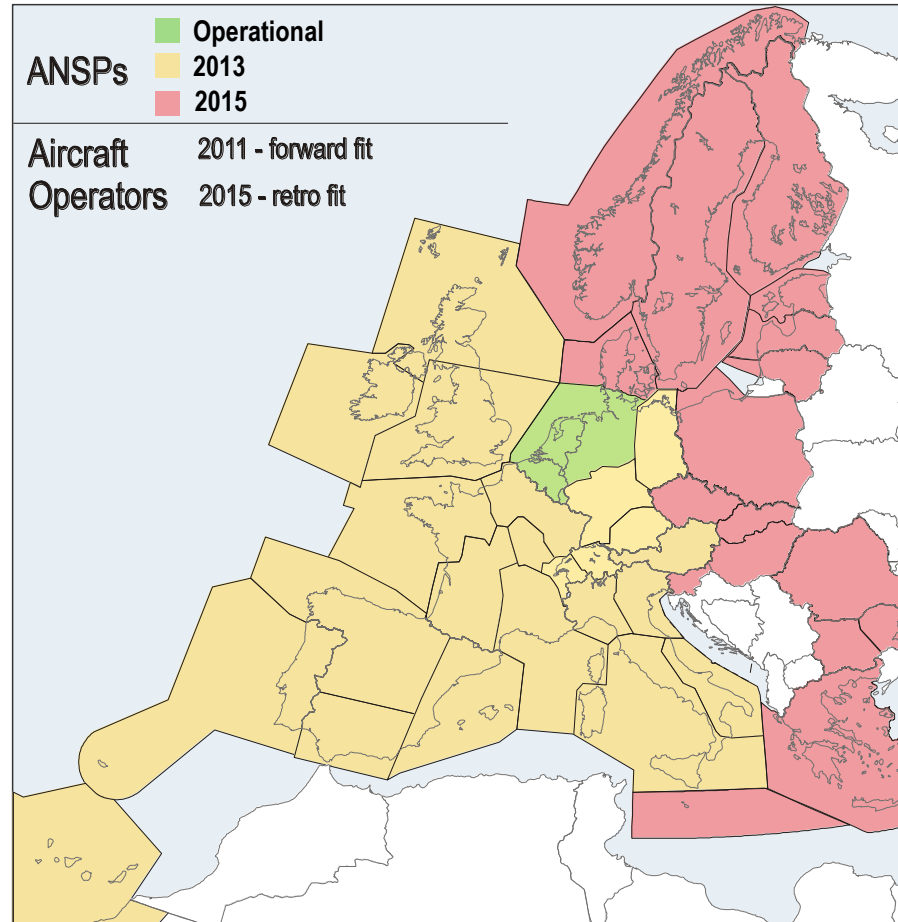 ANSPs
Operational
2013
2015
Aircraft Operators
2011 - forward fit
2015 - retro fit